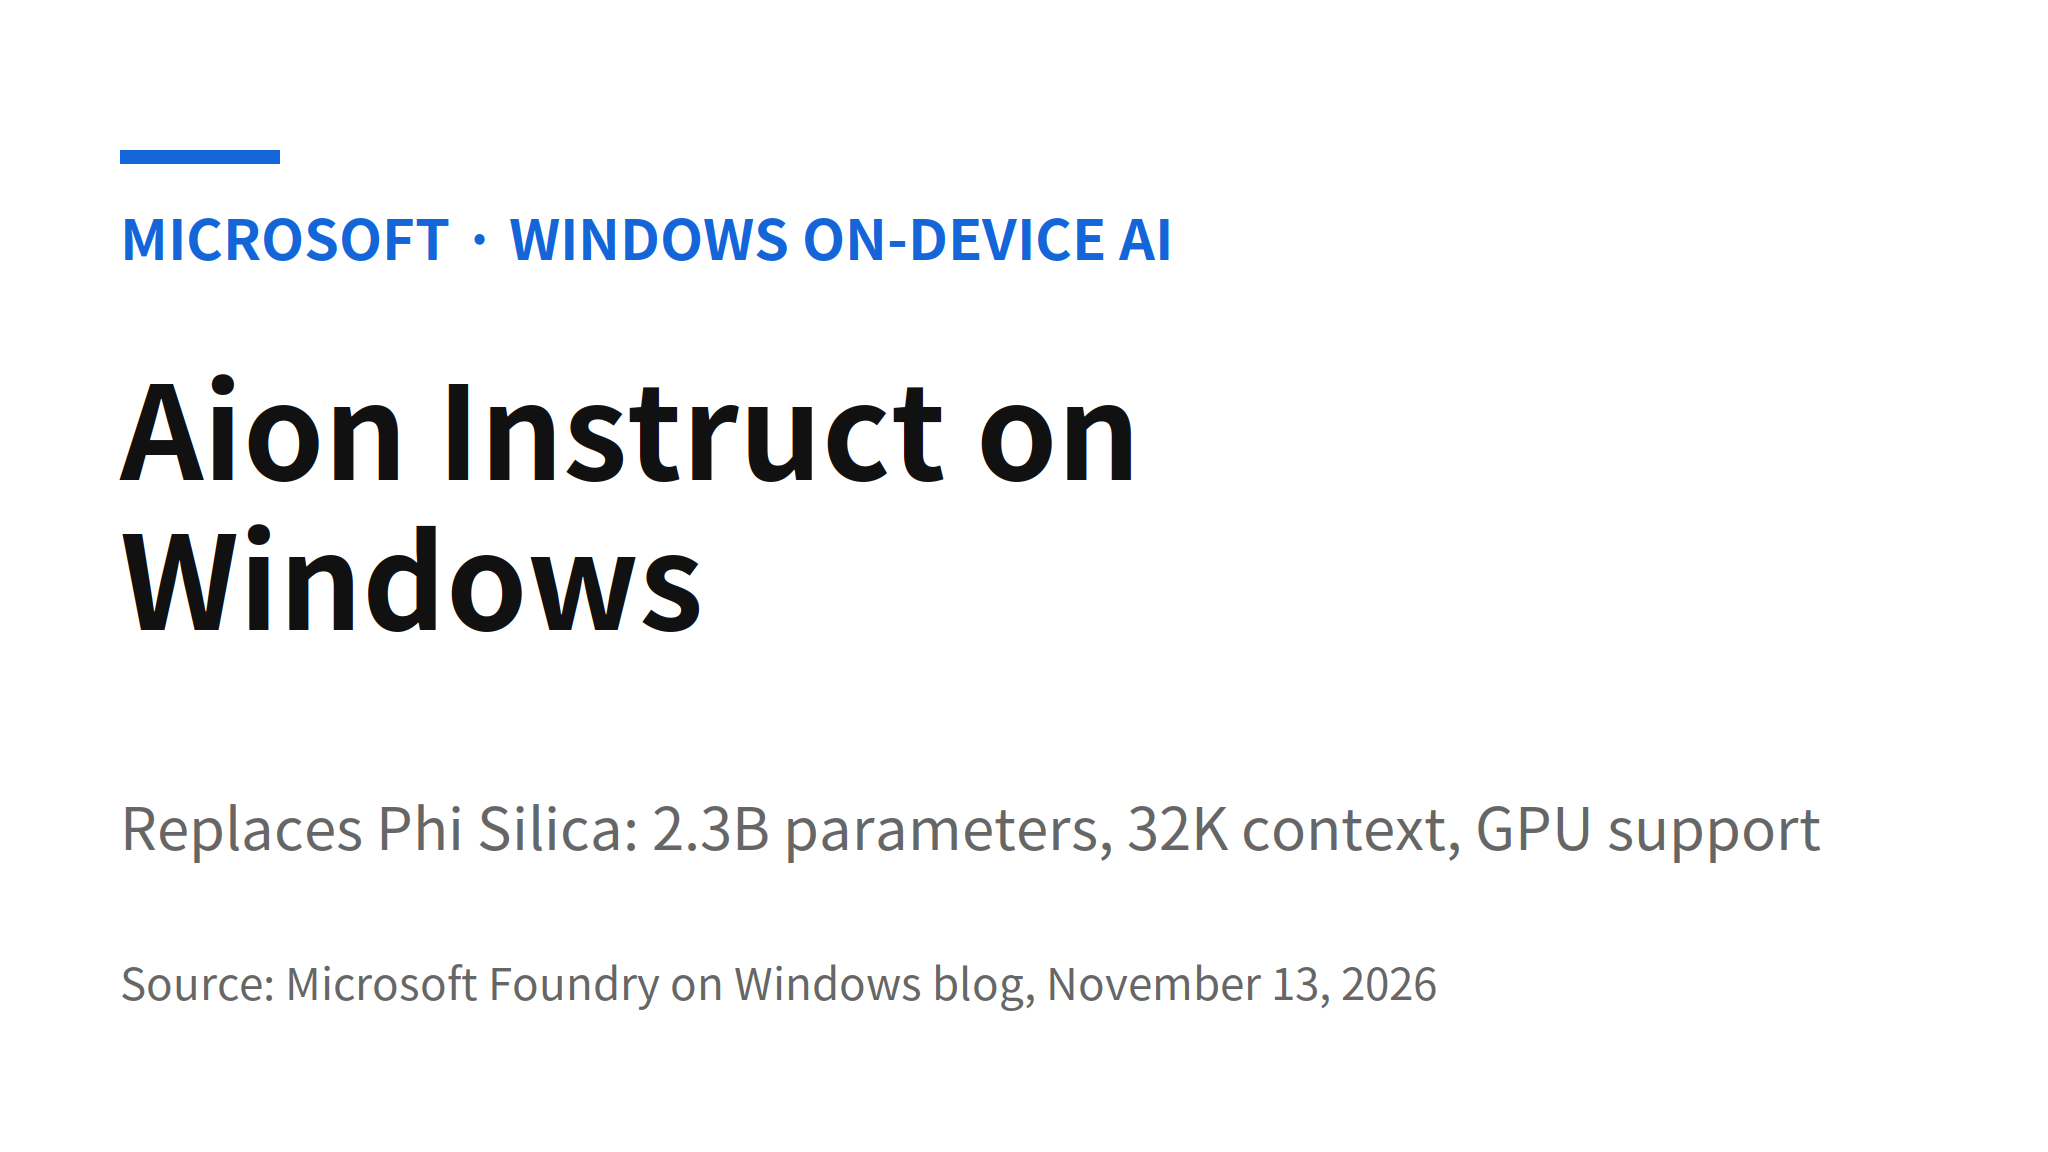 MICROSOFT · WINDOWS ON-DEVICE AI
Aion Instruct on
Windows
Replaces Phi Silica: 2.3B parameters, 32K context, GPU support
Source: Microsoft Foundry on Windows blog, November 13, 2026